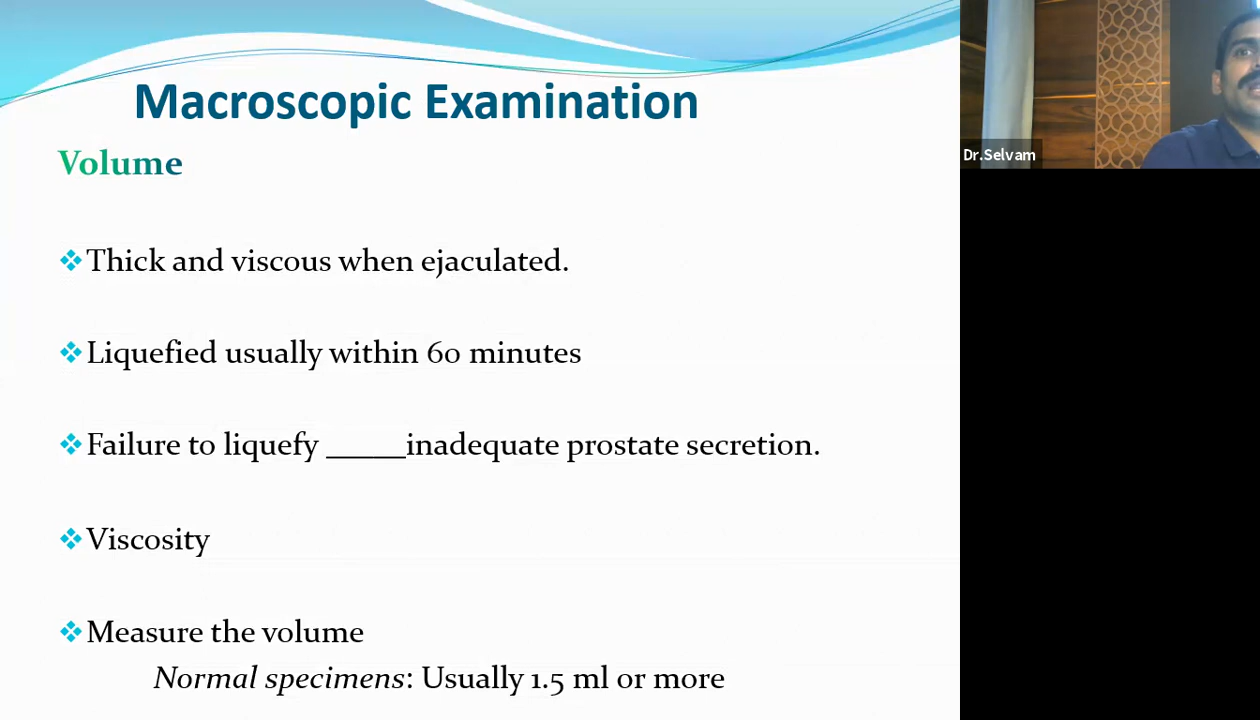 Macroscopic Examination
Dr.Selvam
Volume
Thick and viscous when ejaculated.
Liquefied usually within 60 minutes
Failure to liquefy _____inadequate prostate secretion.
Viscosity
Measure the volume
Normal specimens: Usually 1.5 ml or more